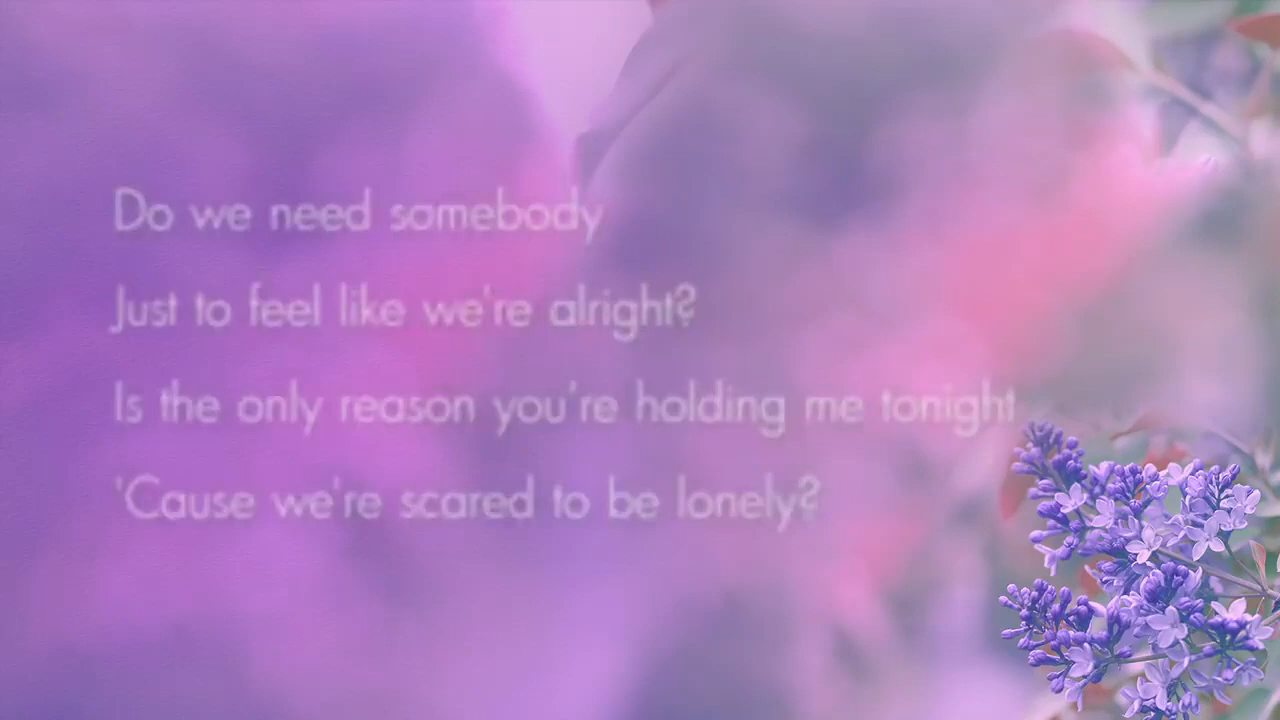 Do we need somebody
Just to feel like we're alright?
Is the only reason you're holding me tonight
'Cause we're scared to be lonely?